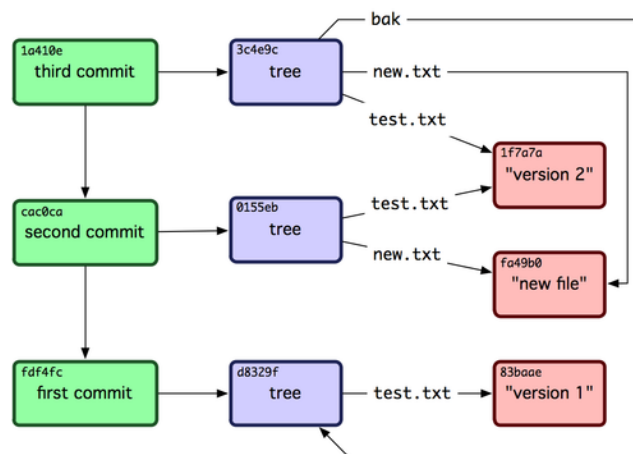 bak
1a410e
third commit
3c4e9c
tree
new.txt
test.txt
1f7a7a
"version 2"
cac0ca
second commit
0155eb
tree
test.txt
new.txt
fa49b0
"new file"
fdf4fc
first commit
d8329f
tree
test.txt
83baae
"version 1"